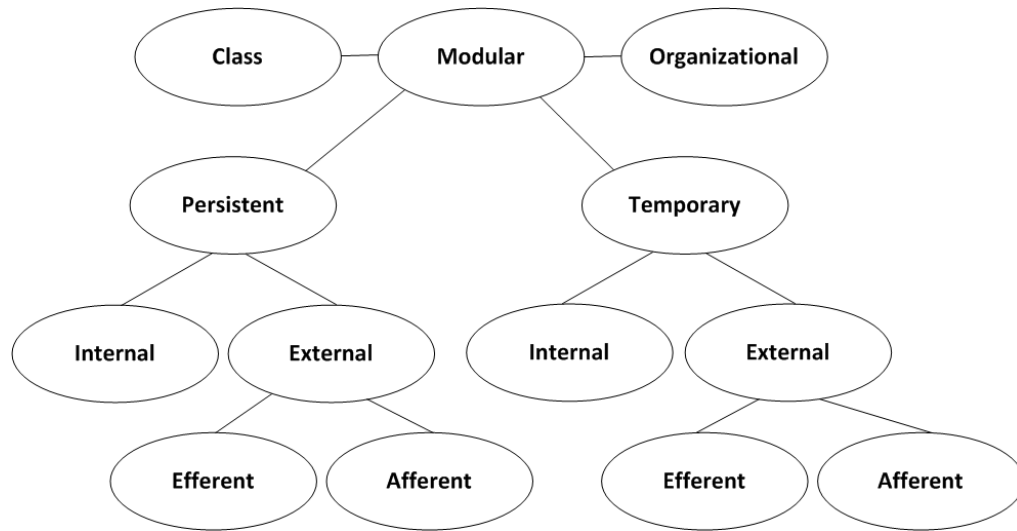 Class
Modular
Organizational
Persistent
Temporary
Internal
External
Internal
External
Efferent
Afferent
Efferent
Afferent